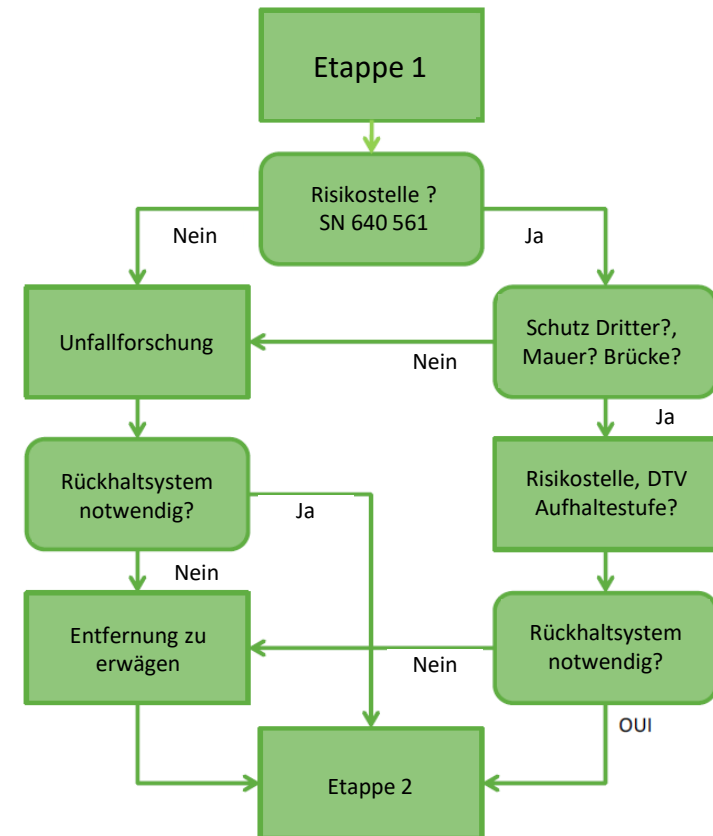 Etappe 1
Risikostelle ?
SN 640 561
Nein
Ja
Unfallforschung
Schutz Dritter?,
Mauer? Brücke?
Nein
Ja
Rückhaltsystem
notwendig?
Ja
Risikostelle, DTV
Aufhaltestufe?
Nein
Entfernung zu
erwägen
Rückhaltsystem
notwendig?
Nein
OUI
Etappe 2